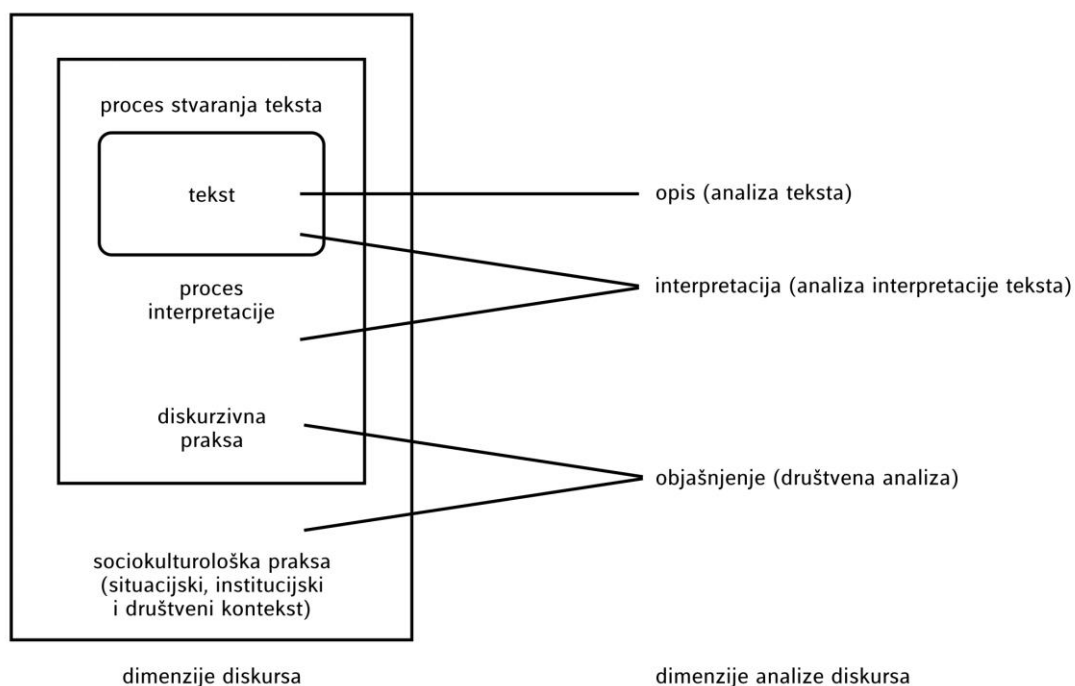 proces stvaranja teksta
tekst
opis (analiza teksta)
proces
interpretacije
interpretacija (analiza interpretacije teksta)
diskurzivna
praksa
objašnjenje (društvena analiza)
sociokulturološka praksa
(situacijski, institucijski
i društveni kontekst)
dimenzije diskursa
dimenzije analize diskursa